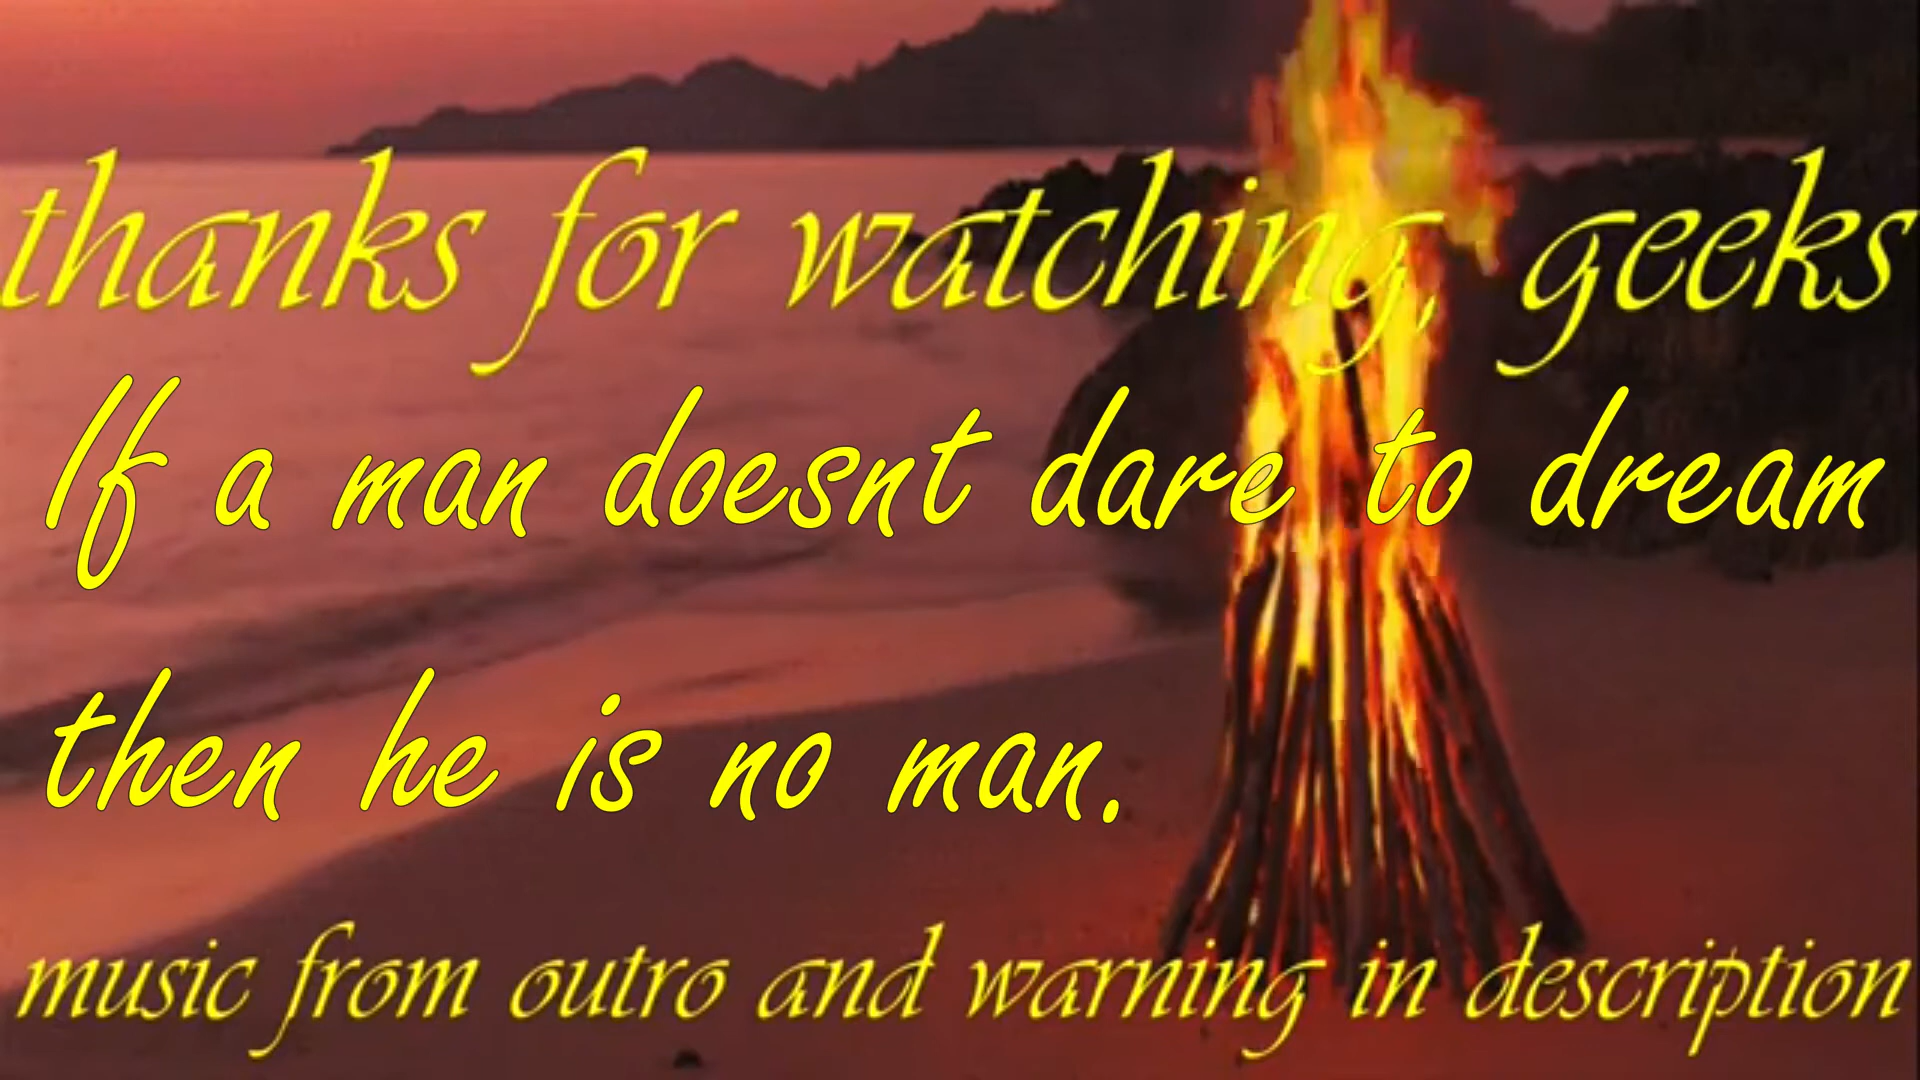 thanks for watching, geeks
If a man doesnt dare to dream
then he is no man.
music from outro and warning in description